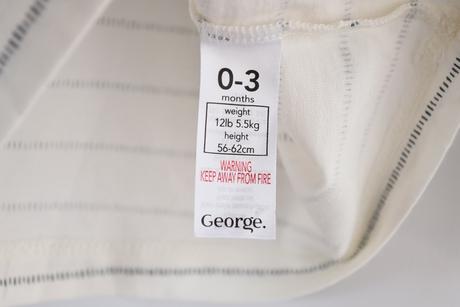 0-3
months
weight
12lb 5.5kg
height
56-62cm
WARNING
KEEP AWAY FROM FIRE
George.